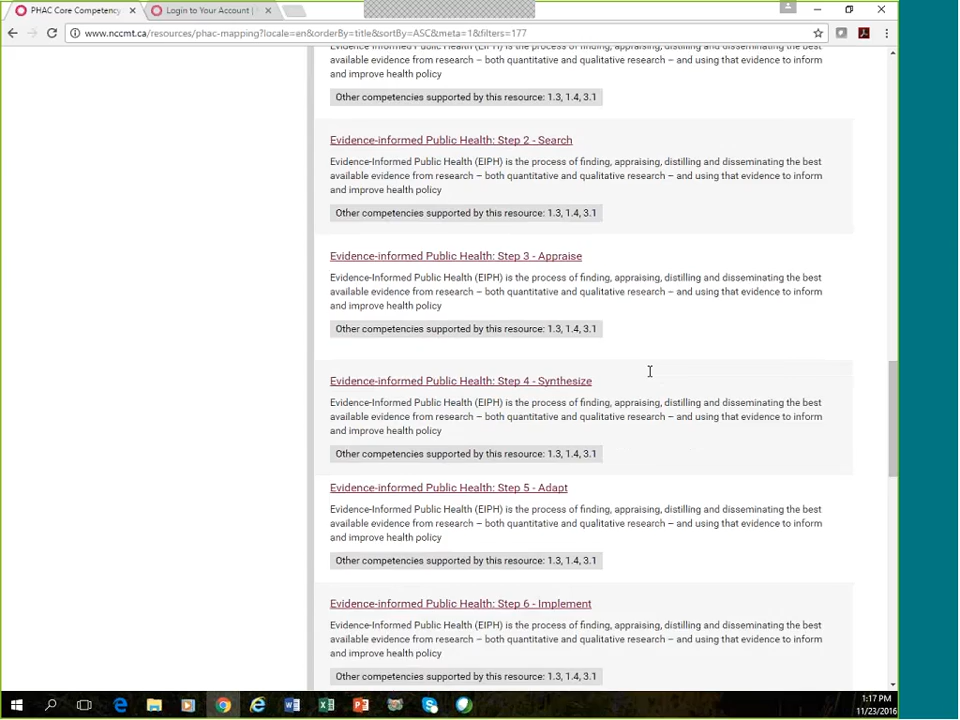 PHAC Core Competency
Login to Your Account |
www.nccmt.ca/resources/phac-mapping?locale=en&orderBy=title&sortBy=ASC&meta=1&filters=177
Evidence-Informed Public Health (EIPH) is the process of finding, appraising, distilling and disseminating the best
available evidence from research – both quantitative and qualitative research – and using that evidence to inform
and improve health policy
Other competencies supported by this resource: 1.3, 1.4, 3.1
Evidence-informed Public Health: Step 2 - Search
Evidence-Informed Public Health (EIPH) is the process of finding, appraising, distilling and disseminating the best
available evidence from research – both quantitative and qualitative research – and using that evidence to inform
and improve health policy
Other competencies supported by this resource: 1.3, 1.4, 3.1
Evidence-informed Public Health: Step 3 - Appraise
Evidence-Informed Public Health (EIPH) is the process of finding, appraising, distilling and disseminating the best
available evidence from research – both quantitative and qualitative research – and using that evidence to inform
and improve health policy
Other competencies supported by this resource: 1.3, 1.4, 3.1
Evidence-informed Public Health: Step 4 - Synthesize
Evidence-Informed Public Health (EIPH) is the process of finding, appraising, distilling and disseminating the best
available evidence from research – both quantitative and qualitative research – and using that evidence to inform
and improve health policy
Other competencies supported by this resource: 1.3, 1.4, 3.1
Evidence-informed Public Health: Step 5 - Adapt
Evidence-Informed Public Health (EIPH) is the process of finding, appraising, distilling and disseminating the best
available evidence from research – both quantitative and qualitative research – and using that evidence to inform
and improve health policy
Other competencies supported by this resource: 1.3, 1.4, 3.1
Evidence-informed Public Health: Step 6 - Implement
Evidence-Informed Public Health (EIPH) is the process of finding, appraising, distilling and disseminating the best
available evidence from research – both quantitative and qualitative research – and using that evidence to inform
and improve health policy
Other competencies supported by this resource: 1.3, 1.4, 3.1
1:17 PM
11/23/2016